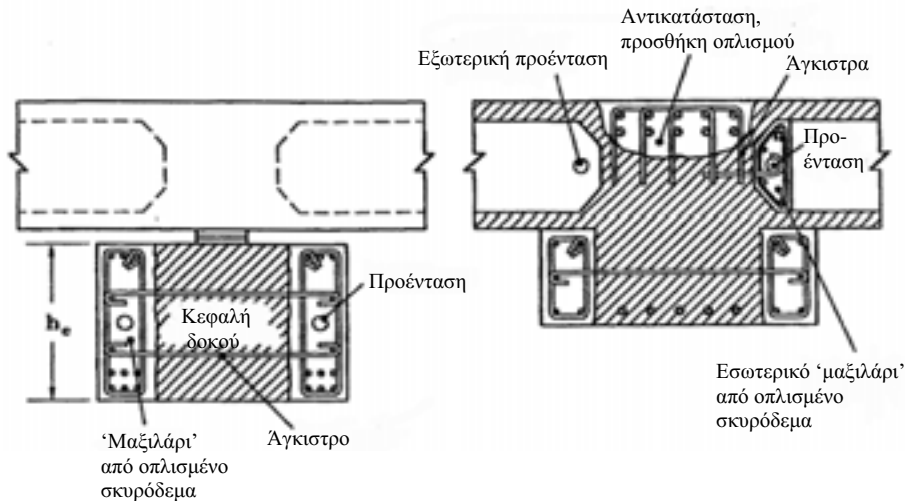 Αντικατάσταση,
προσθήκη οπλισμού
Εξωτερική προένταση
Άγκιστρα
Προ-
ένταση
Προένταση
Κεφαλή
δοκού
h_e
Εσωτερικό ‘μαξιλάρι’
από οπλισμένο
σκυρόδεμα
‘Μαξιλάρι’
από οπλισμένο
σκυρόδεμα
Άγκιστρο